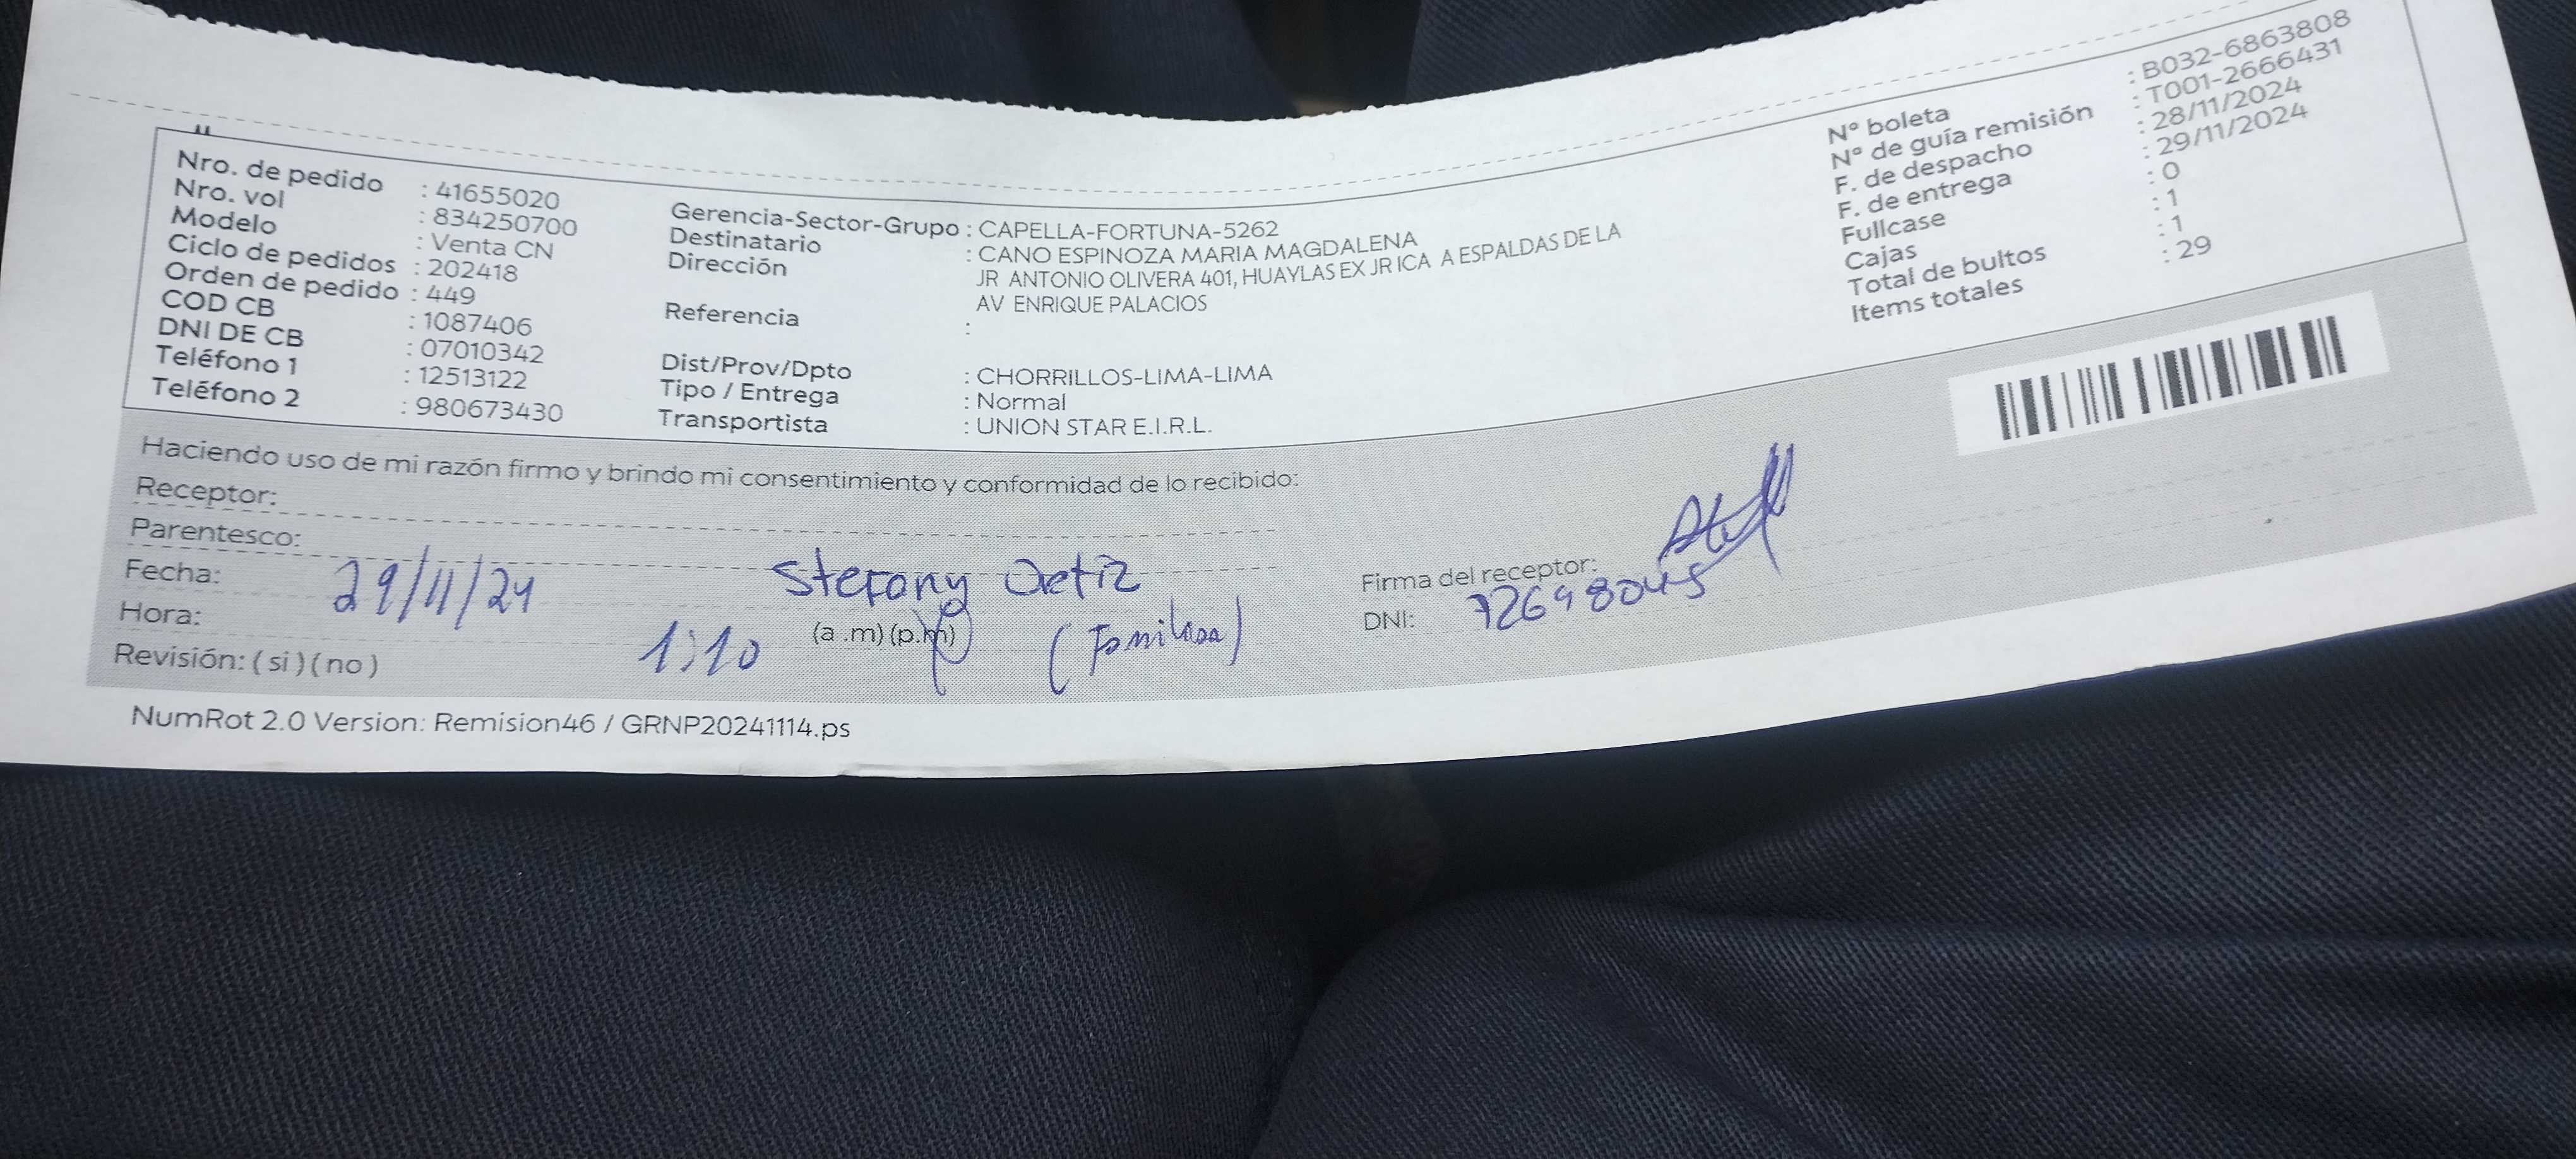 Nro. de pedido : 41655020
Nro. vol : 834250700
Modelo : Venta CN
Ciclo de pedidos : 202418
Orden de pedido : 449
COD CB : 1087406
DNI DE CB : 07010342
Teléfono 1 : 12513122
Teléfono 2 : 980673430
Gerencia-Sector-Grupo : CAPELLA-FORTUNA-5262
Destinatario : CANO ESPINOZA MARIA MAGDALENA
Dirección JR ANTONIO OLIVERA 401, HUAYLAS EX JR ICA A ESPALDAS DE LA
AV ENRIQUE PALACIOS
Referencia :
Dist/Prov/Dpto : CHORRILLOS-LIMA-LIMA
Tipo / Entrega : Normal
Transportista : UNION STAR E.I.R.L.
N° boleta : B032-6863808
N° de guía remisión : T001-2666431
F. de despacho : 28/11/2024
F. de entrega : 29/11/2024
Fullcase : 0
Cajas : 1
Total de bultos : 1
Items totales : 29
Haciendo uso de mi razón firmo y brindo mi consentimiento y conformidad de lo recibido:
Receptor:
Parentesco:
Stefany Ortiz
Fecha: 29/11/24
Hora: 1:10 (a .m) (p.m)
(Familiar)
Revisión: ( si ) ( no )
Firma del receptor:
DNI: 72698045
NumRot 2.0 Version: Remision46 / GRNP20241114.ps